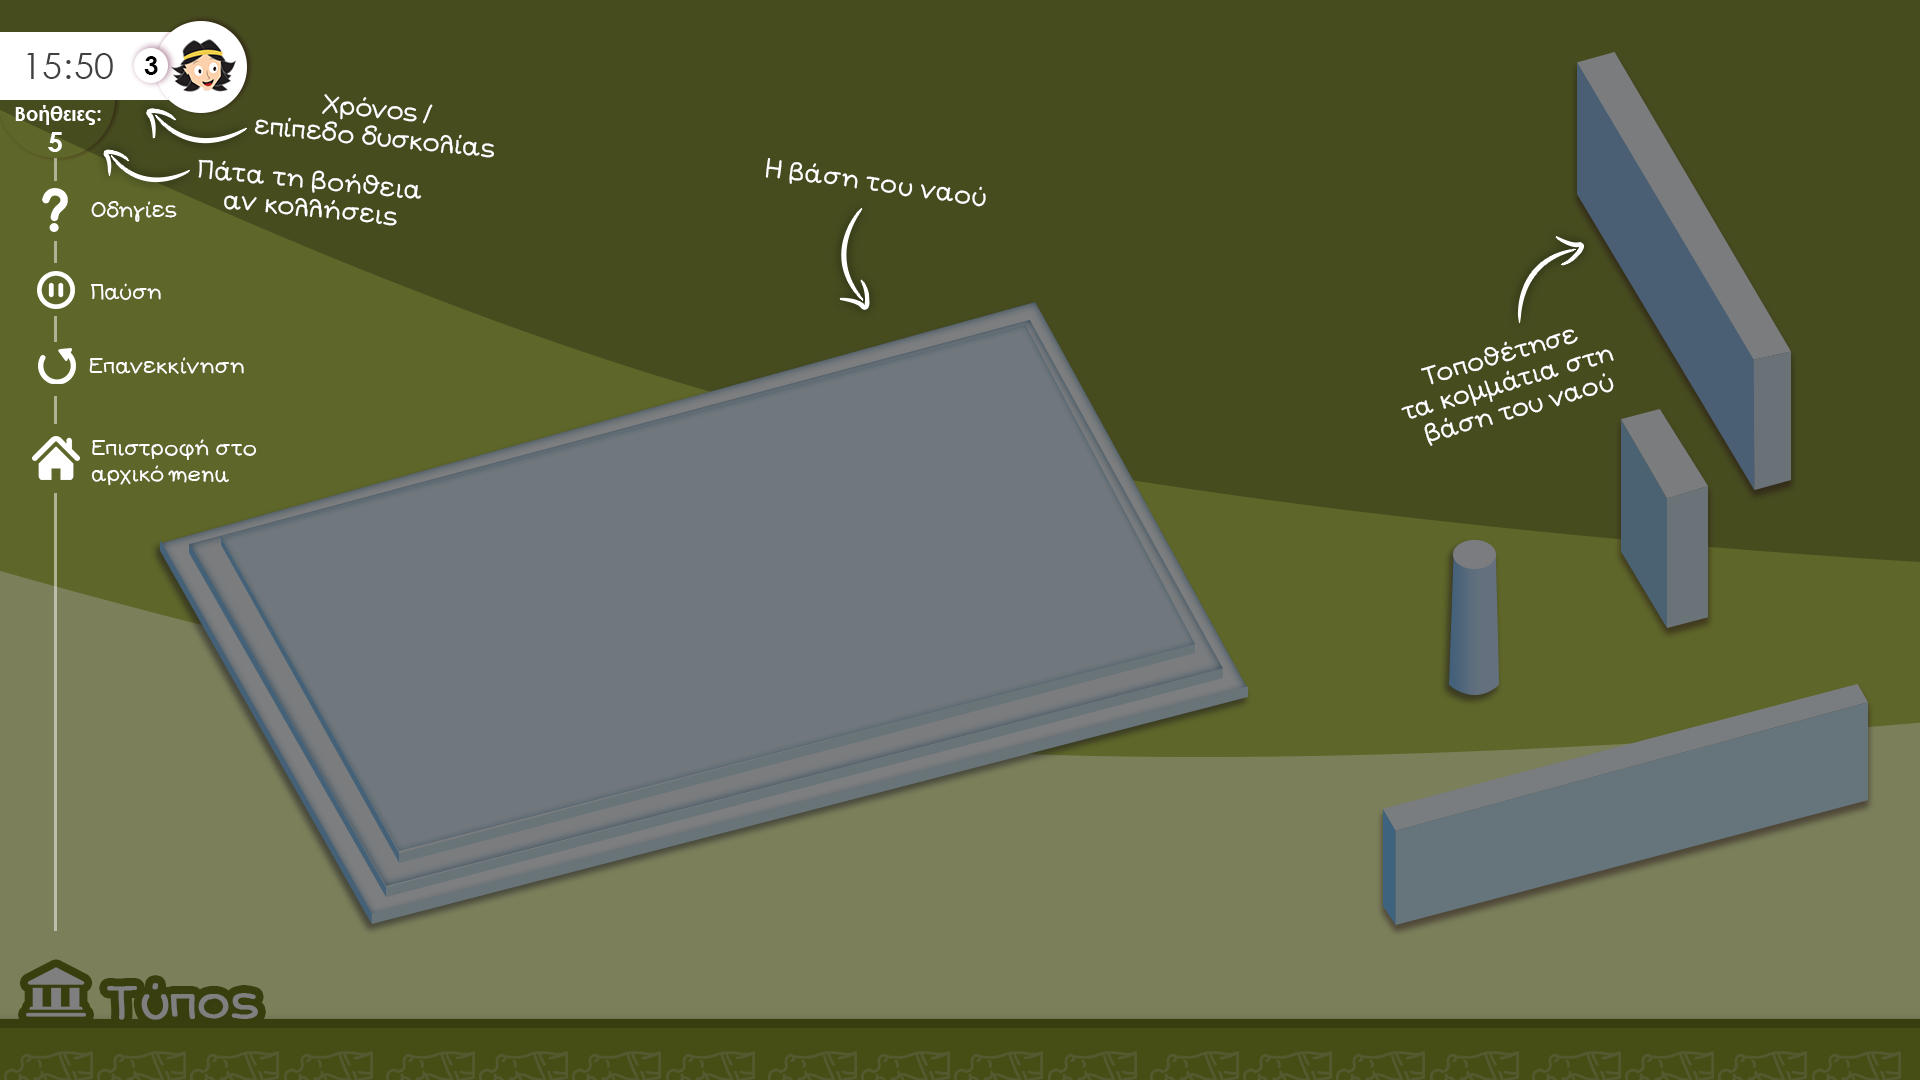 15:50
3
Βοήθειες:
5
Χρόνος /
επίπεδο δυσκολίας
Πάτα τη βοήθεια
αν κολλήσεις
Οδηγίες
Παύση
Επανεκκίνηση
Επιστροφή στο
αρχικό menu
Η βάση του ναού
Τοποθέτησε
τα κομμάτια στη
βάση του ναού
Τύπος